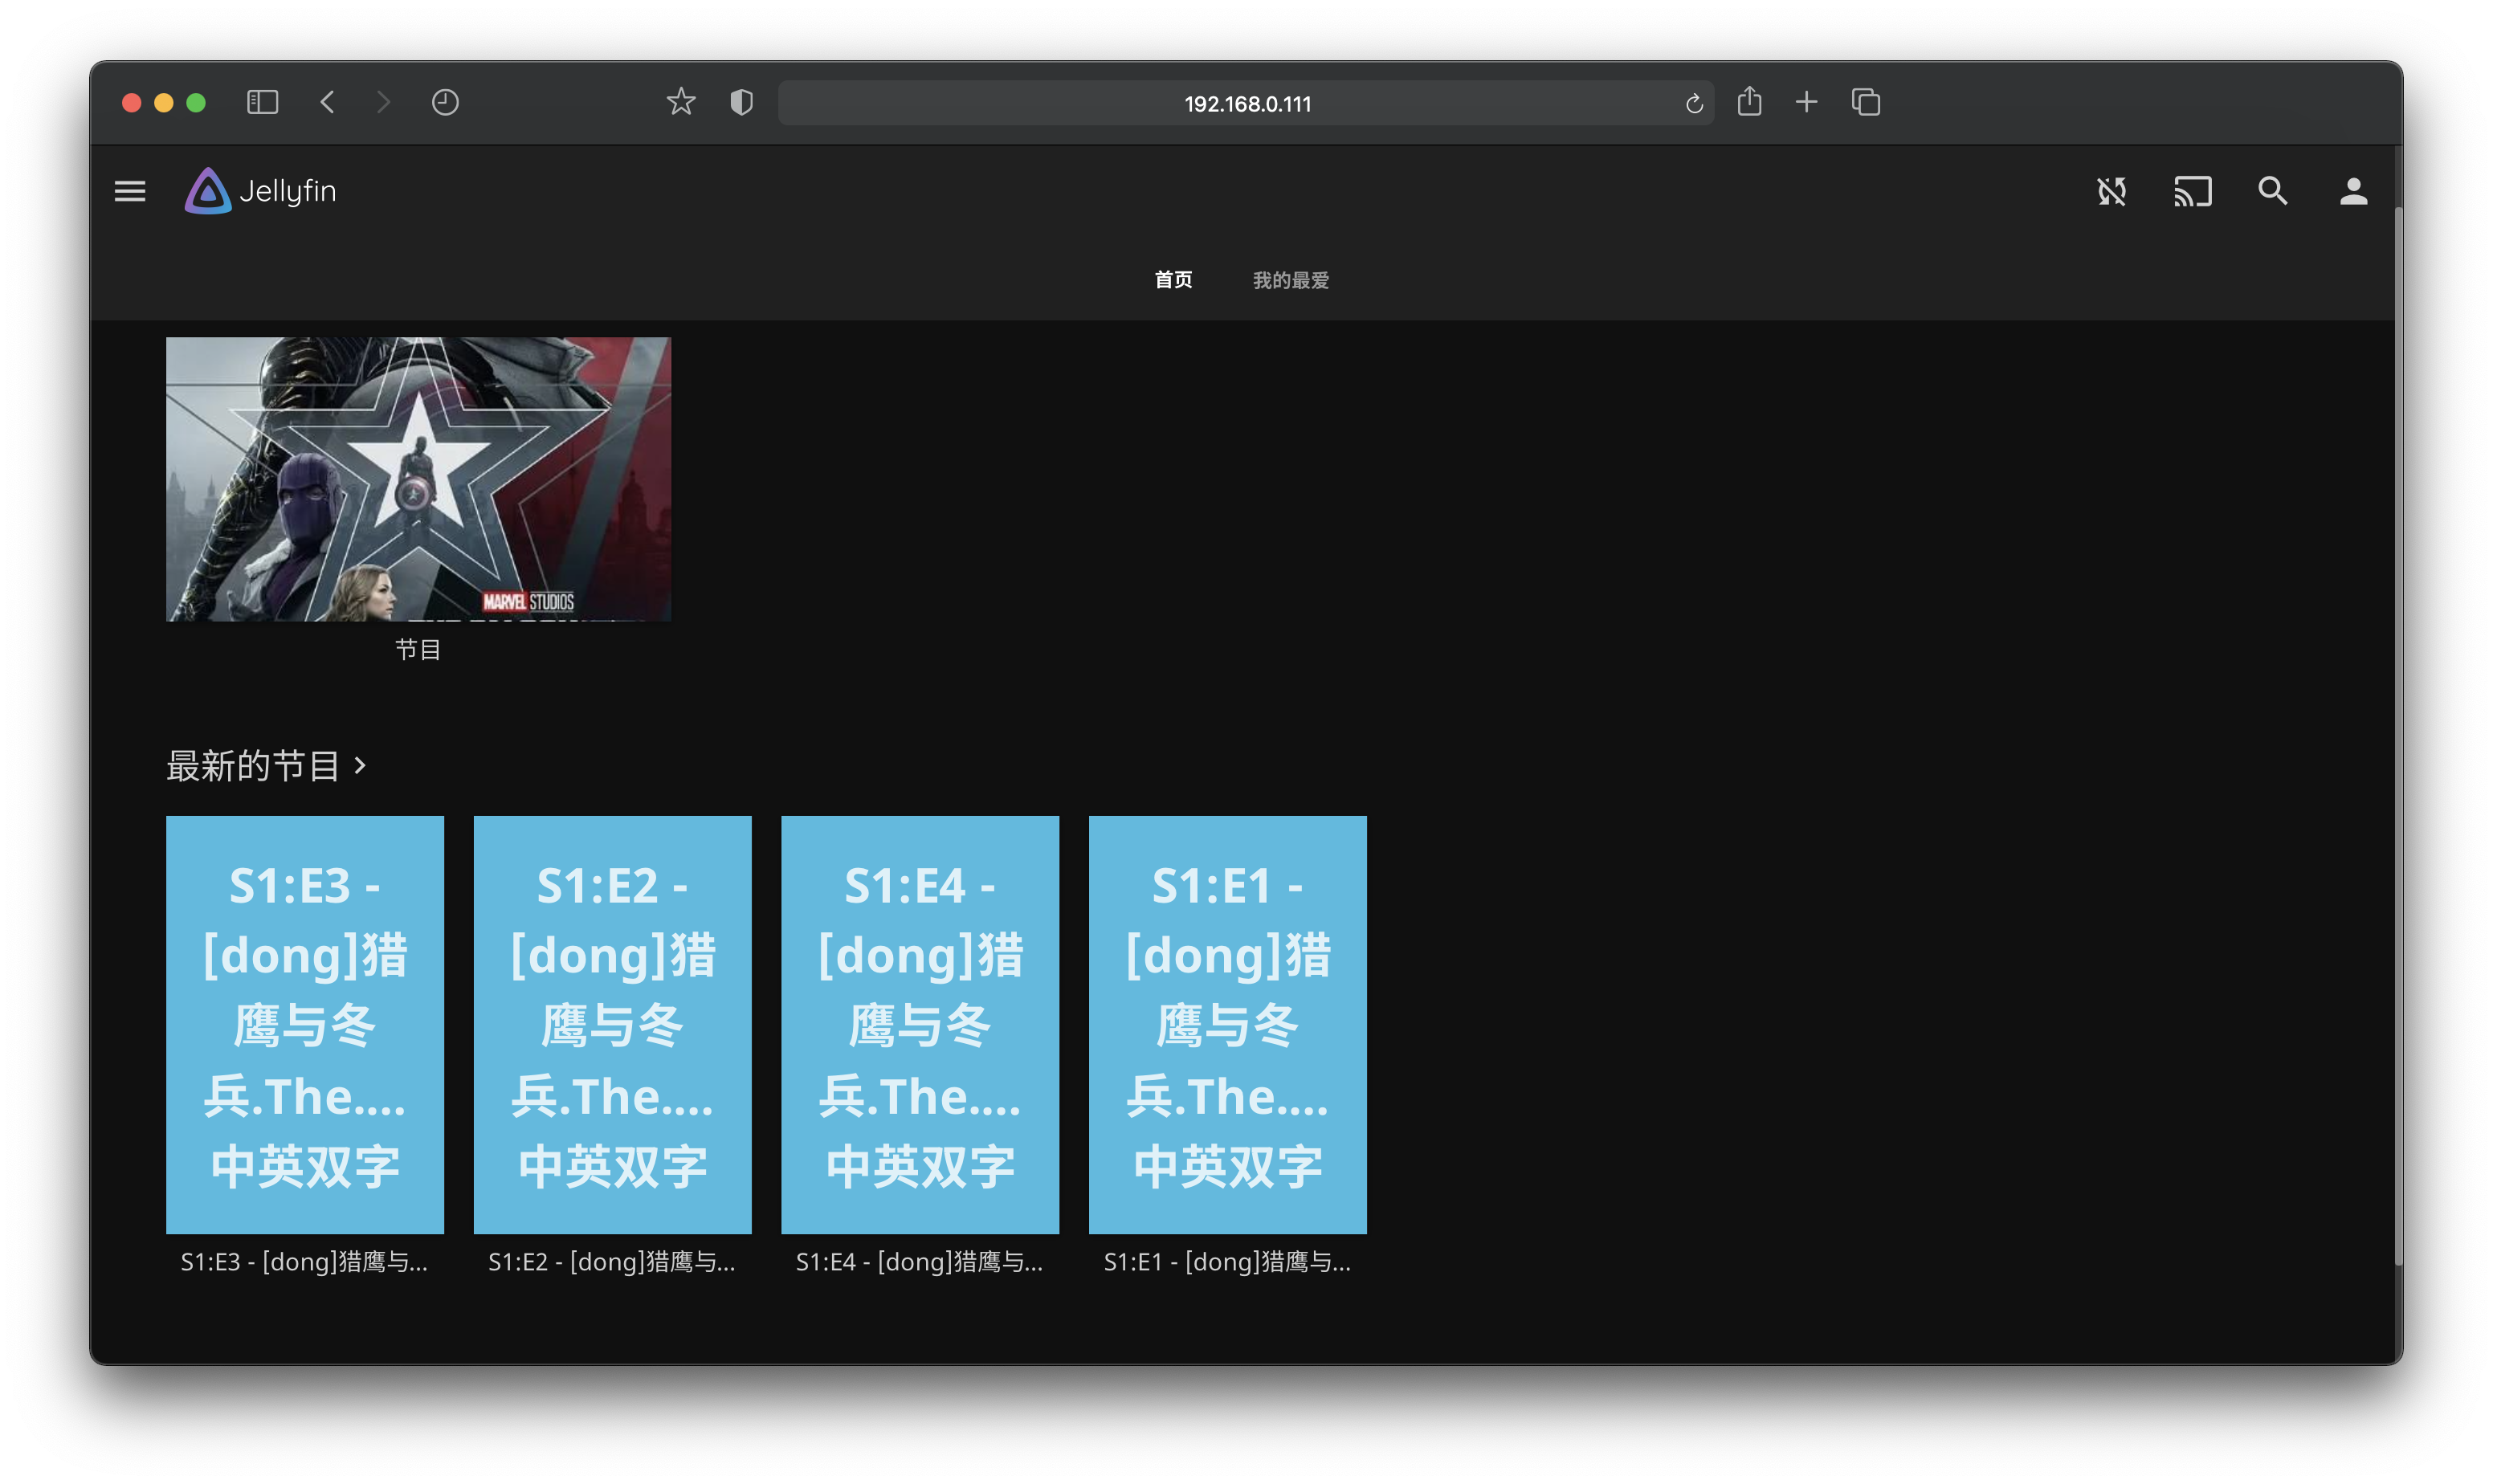 192.168.0.111
Jellyfin
首页 我的最爱
MARVEL STUDIOS
节目
最新的节目
S1:E3 -
[dong]猎
鹰与冬
兵.The....
中英双字
S1:E2 -
[dong]猎
鹰与冬
兵.The....
中英双字
S1:E4 -
[dong]猎
鹰与冬
兵.The....
中英双字
S1:E1 -
[dong]猎
鹰与冬
兵.The....
中英双字
S1:E3 - [dong]猎鹰与...
S1:E2 - [dong]猎鹰与...
S1:E4 - [dong]猎鹰与...
S1:E1 - [dong]猎鹰与...